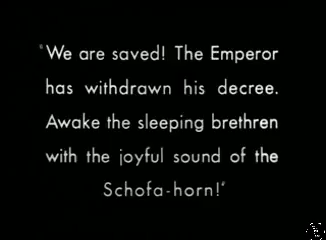 "We are saved! The Emperor
has withdrawn his decree.
Awake the sleeping brethren
with the joyful sound of the
Schofa-horn!"